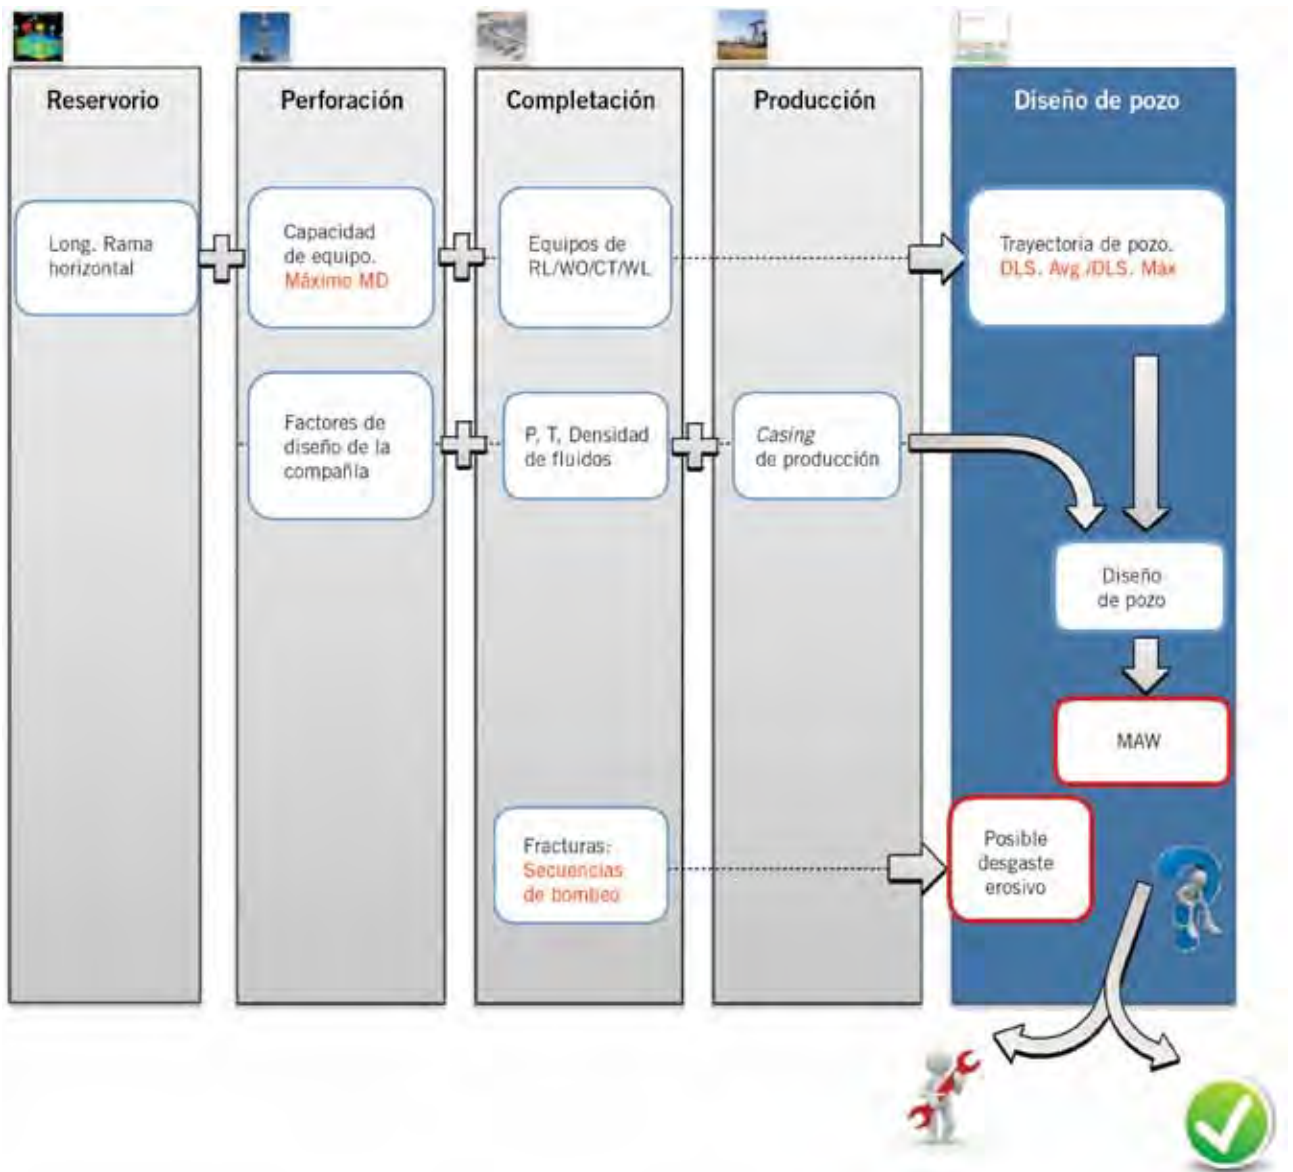 Reservorio
Perforación
Completación
Producción
Diseño de pozo
Long. Rama
horizontal
Capacidad
de equipo.
Máximo MD
Equipos de
RL/WO/CT/WL
Trayectoria de pozo.
DLS. Avg /DLS. Máx
Factores de
diseño de la
compañía
P, T, Densidad
de fluidos
Casing
de producción
Diseño
de pozo
MAW
Fracturas:
Secuencias
de bombeo
Posible
desgaste
erosivo